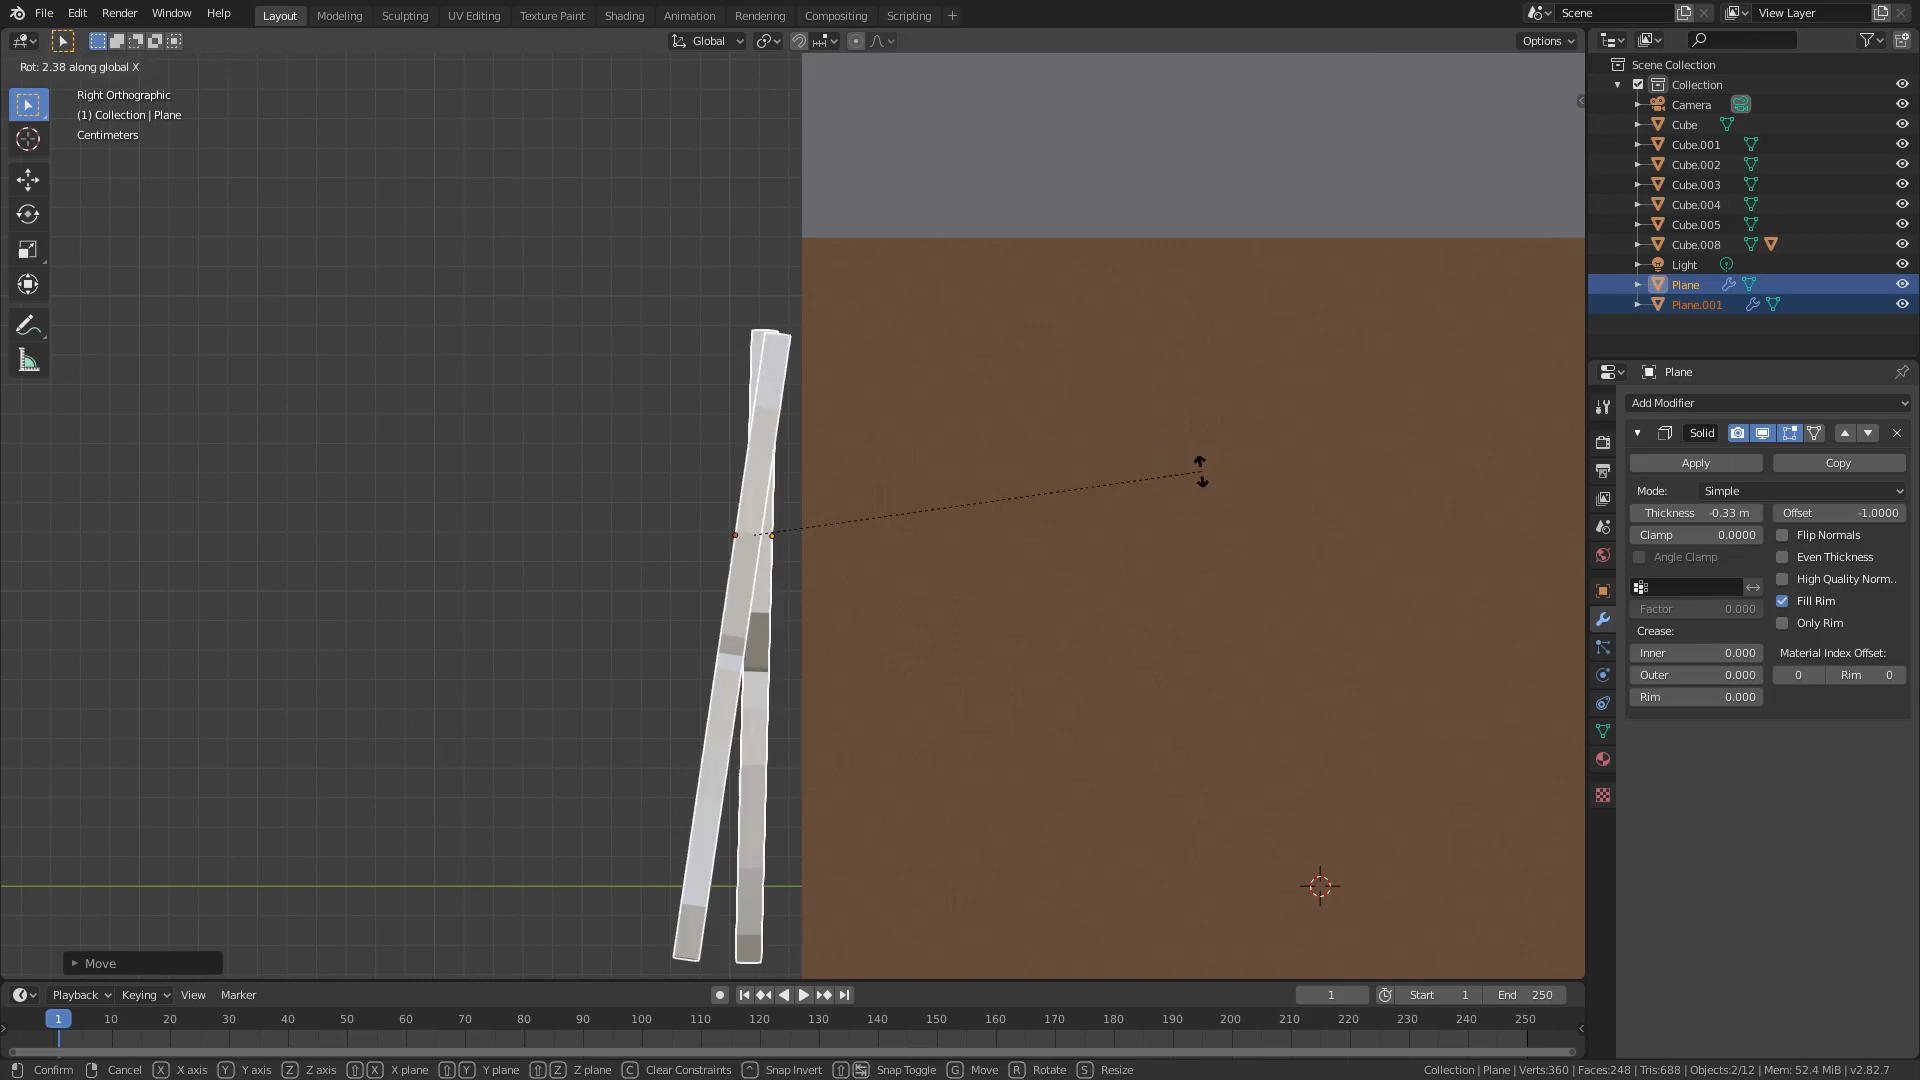 File Edit Render Window Help Layout Modeling Sculpting UV Editing Texture Paint Shading Animation Rendering Compositing Scripting + Scene View Layer
Global Options
Rot: 2.38 along global X
Right Orthographic
(1) Collection | Plane
Centimeters
Scene Collection
Collection
Camera
Cube
Cube.001
Cube.002
Cube.003
Cube.004
Cube.005
Cube.008
Light
Plane
Plane.001
Plane
Add Modifier
Solid
Apply Copy
Mode: Simple
Thickness -0.33 m Offset -1.0000
Clamp 0.0000 Flip Normals
Angle Clamp Even Thickness
High Quality Norm..
Fill Rim
Factor 0.000
Only Rim
Crease:
Inner 0.000 Material Index Offset:
Outer 0.000 0 Rim 0
Rim 0.000
Move
Playback Keying View Marker 1 Start 1 End 250
1 10 20 30 40 50 60 70 80 90 100 110 120 130 140 150 160 170 180 190 200 210 220 230 240 250
Confirm Cancel X X axis Y Y axis Z Z axis X X plane Y Y plane Z Z plane C Clear Constraints ^ Snap Invert Snap Toggle G Move R Rotate S Resize Collection | Plane | Verts:360 | Faces:248 | Tris:688 | Objects:2/12 | Mem: 52.4 MiB | v2.82.7